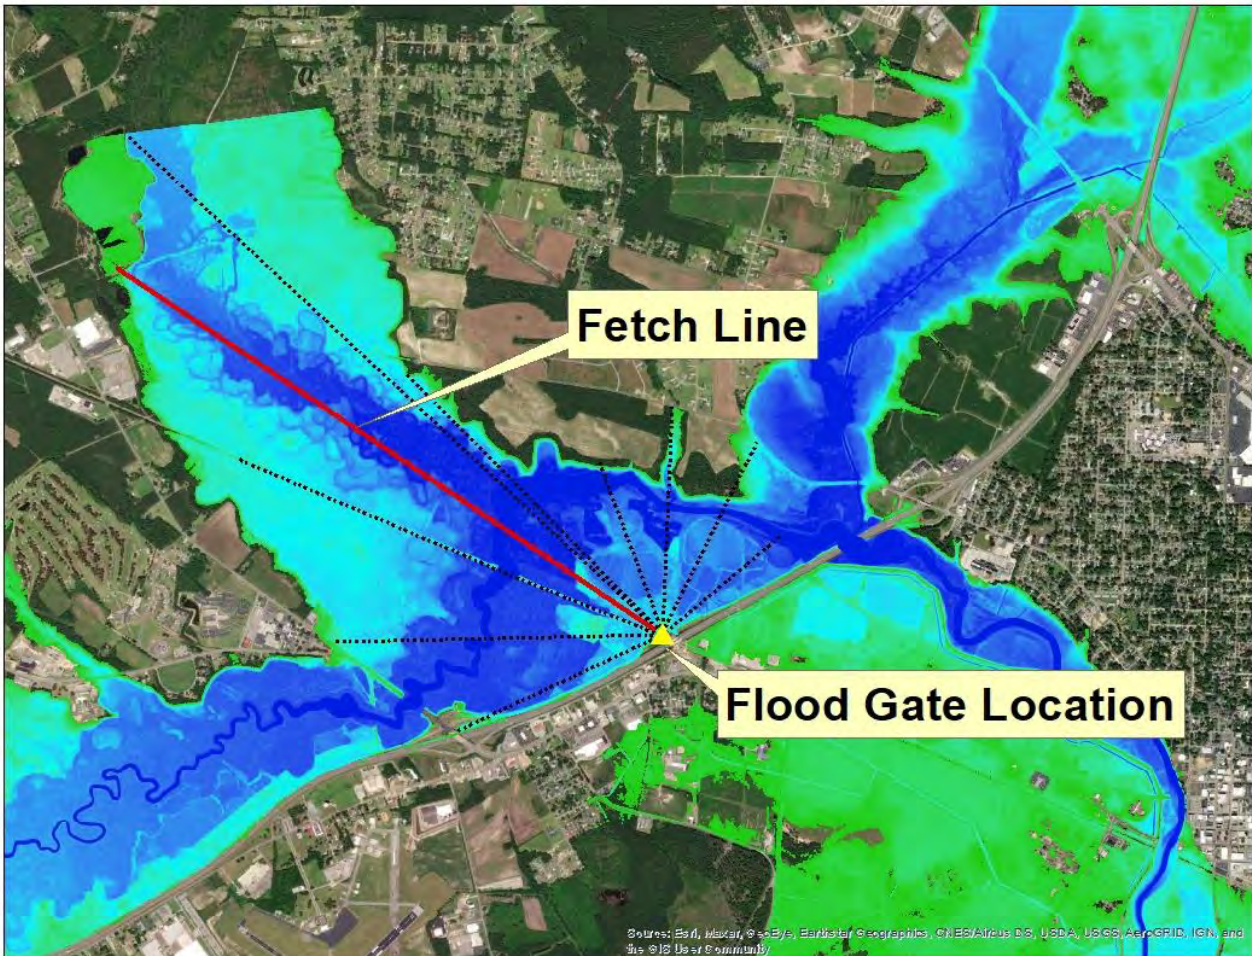 Fetch Line
Flood Gate Location
Source: Esri, Maxar, GeoEye, Earthstar Geographics, CNES/Airbus DS, USDA, USGS, AeroGRID, IGN, and
the GIS User Community